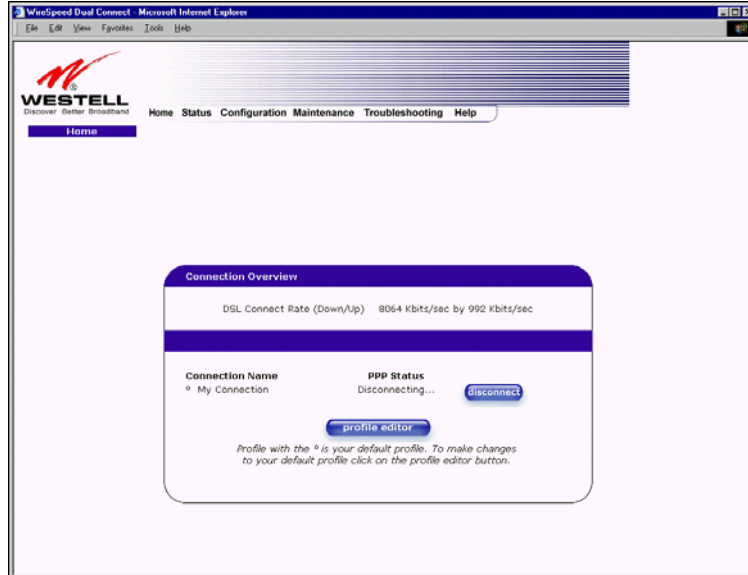 WireSpeed Dual Connect - Microsoft Internet Explorer
File Edit View Favorites Tools Help
WESTELL
®
Discover Better Broadband
Home Status Configuration Maintenance Troubleshooting Help
Home
Connection Overview
DSL Connect Rate (Down/Up) 8064 Kbits/sec by 992 Kbits/sec
Connection Name PPP Status
° My Connection Disconnecting... disconnect
profile editor
Profile with the ° is your default profile. To make changes
to your default profile click on the profile editor button.